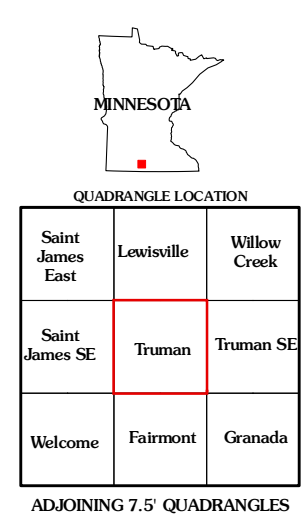 MINNESOTA
QUADRANGLE LOCATION
Saint
James
East
Lewisville
Willow
Creek
Saint
James SE
Truman
Truman SE
Welcome
Fairmont
Granada
ADJOINING 7.5' QUADRANGLES